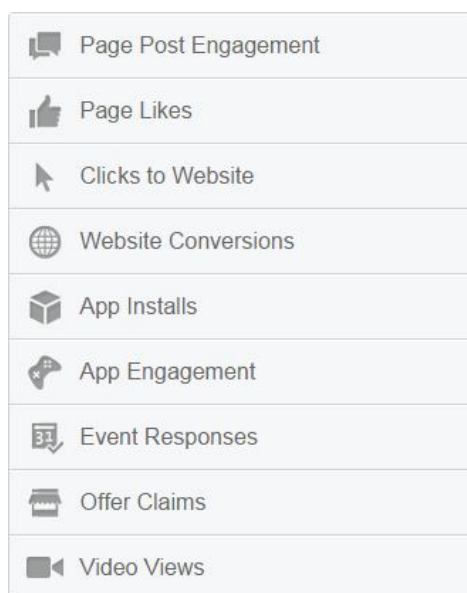 Page Post Engagement
Page Likes
Clicks to Website
Website Conversions
App Installs
App Engagement
31
Event Responses
Offer Claims
Video Views